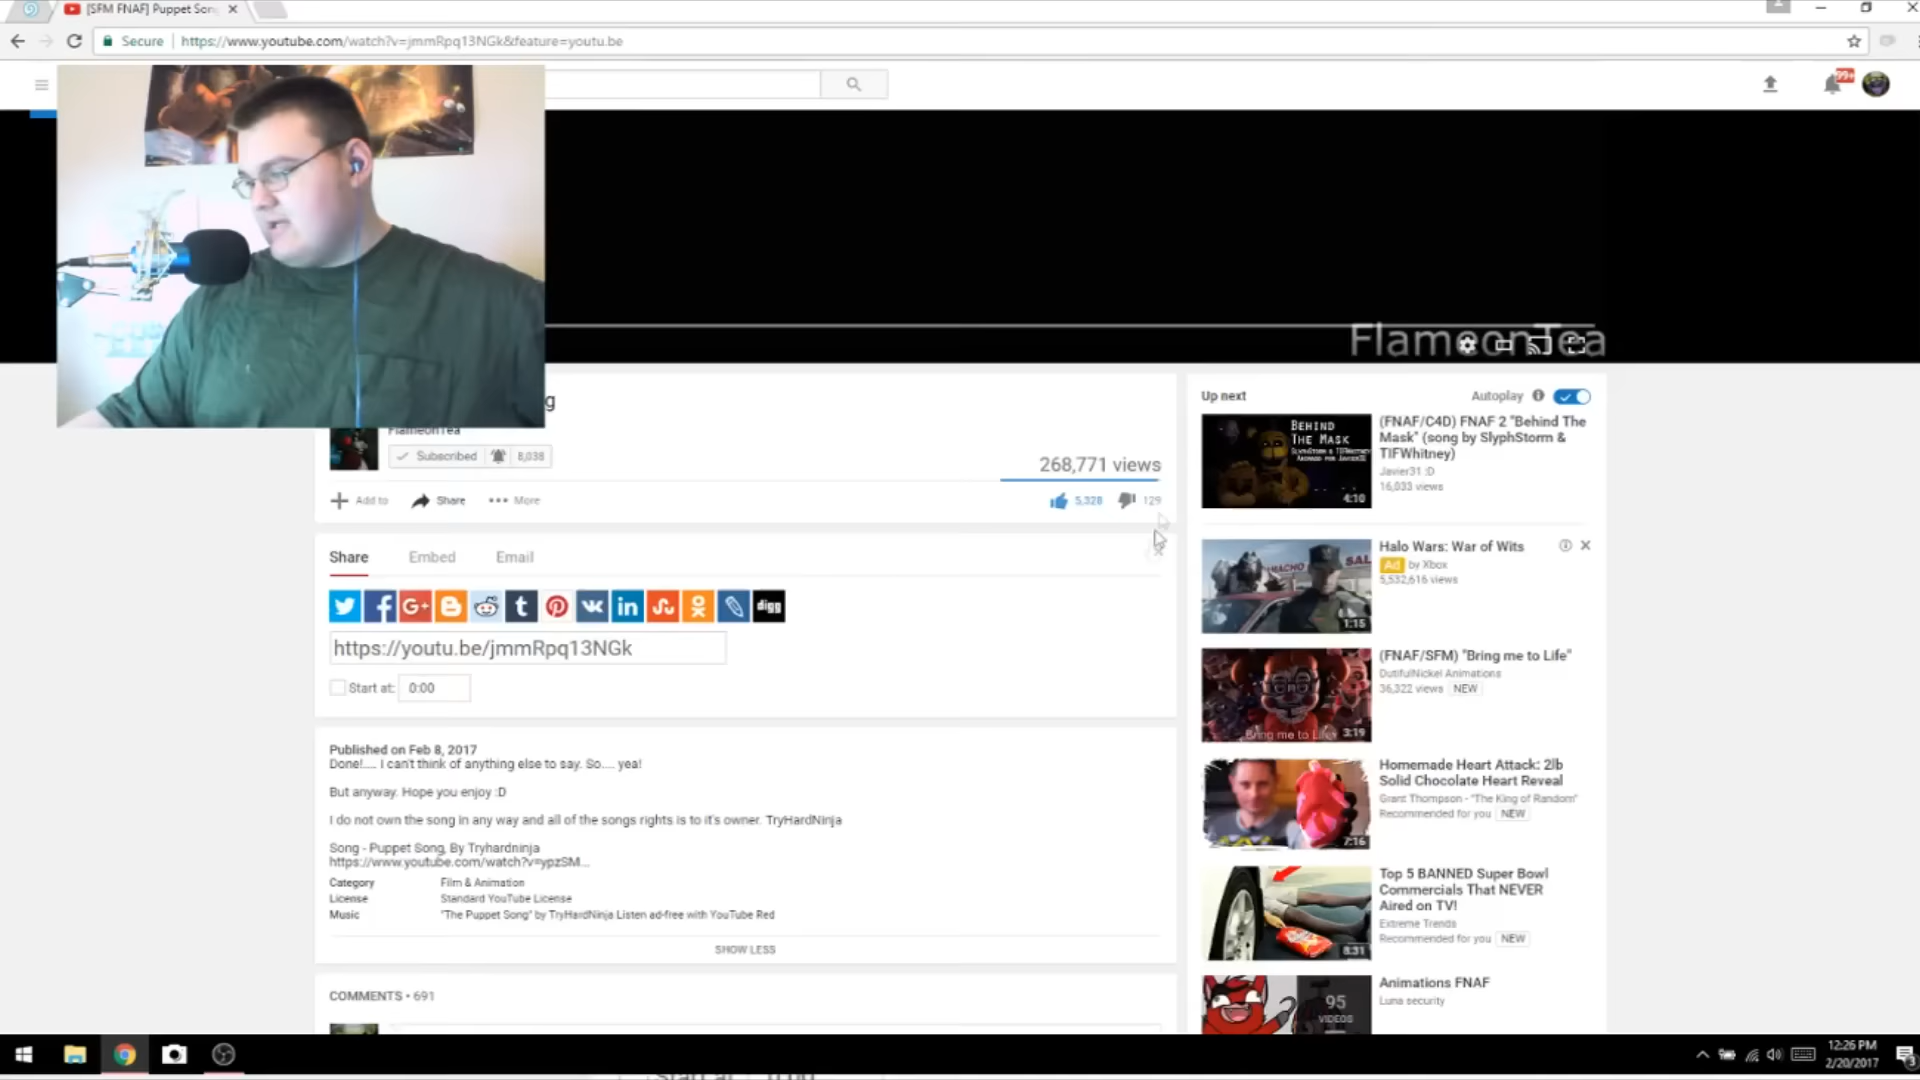 [SFM FNAF] Puppet Son
Secure
https://www.youtube.com/watch?v=jmmRpq13NGk&feature=youtu.be
99+
FlameonTea
g
FlameonTea
Subscribed 8,038
268,771 views
Add to Share More
5,328 129
Share Embed Email
digg
https://youtu.be/jmmRpq13NGk
Start at: 0:00
Published on Feb 8, 2017
Done!.... I can't think of anything else to say. So.... yea!
But anyway. Hope you enjoy :D
I do not own the song in any way and all of the songs rights is to it's owner. TryHardNinja
Song - Puppet Song, By Tryhardninja
https://www.youtube.com/watch?v=ypzSM...
Category Film & Animation
License Standard YouTube License
Music "The Puppet Song" by TryHardNinja Listen ad-free with YouTube Red
SHOW LESS
COMMENTS • 691
Up next Autoplay
BEHIND
THE MASK
4:10
(FNAF/C4D) FNAF 2 "Behind The
Mask" (song by SlyphStorm &
TIFWhitney)
Javier31 :D
16,033 views
1:15
Halo Wars: War of Wits
Ad by Xbox
5,532,616 views
Bring me to Life
3:19
(FNAF/SFM) "Bring me to Life"
DutifulNickel Animations
36,322 views NEW
7:16
Homemade Heart Attack: 2lb
Solid Chocolate Heart Reveal
Grant Thompson - "The King of Random"
Recommended for you NEW
8:31
Top 5 BANNED Super Bowl
Commercials That NEVER
Aired on TV!
Extreme Trends
Recommended for you NEW
95
VIDEOS
Animations FNAF
Luna security
12:26 PM
2/20/2017
3